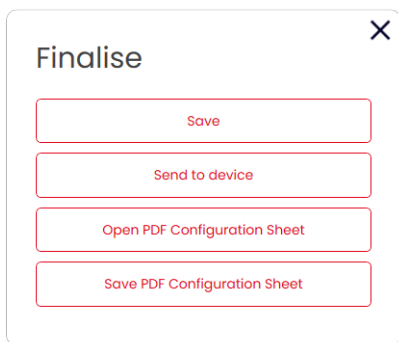 Finalise
Save
Send to device
Open PDF Configuration Sheet
Save PDF Configuration Sheet